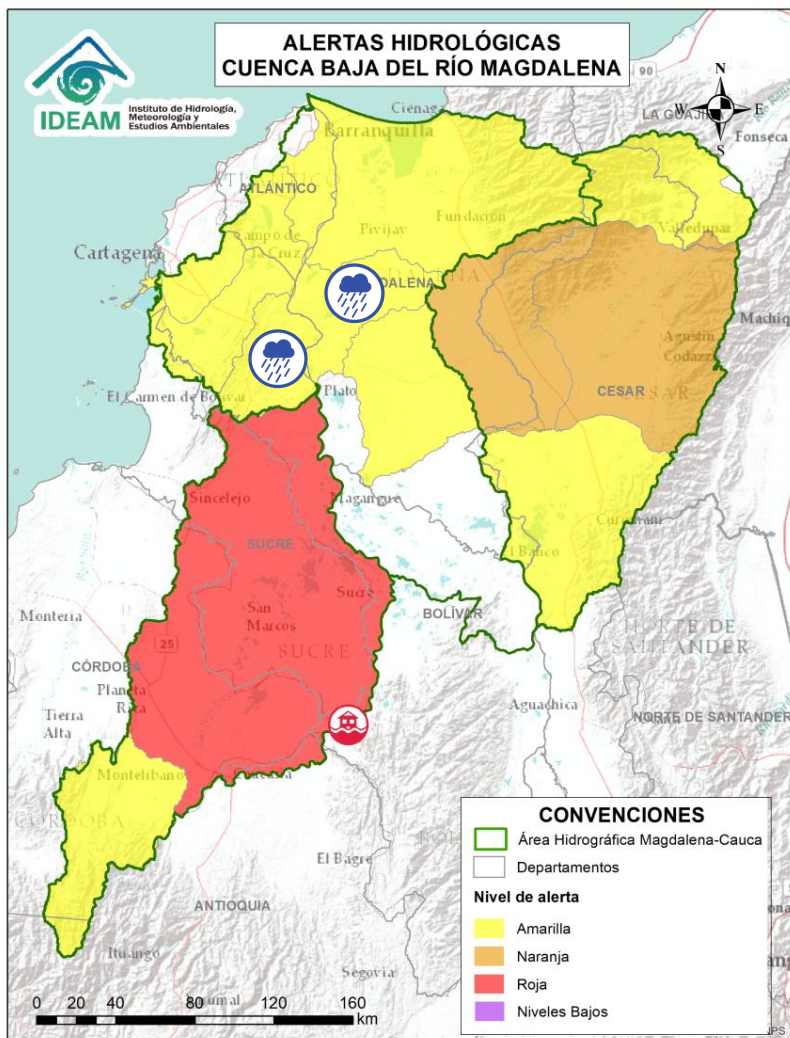 ALERTAS HIDROLÓGICAS
CUENCA BAJA DEL RÍO MAGDALENA
IDEAM
Instituto de Hidrología,
Meteorología y
Estudios Ambientales
N
W
E
S
90
LA GUAJIRA
Fonseca
Ciénaga
Barranquilla
ATLÁNTICO
Cartagena
Campo de
la Cruz
Pivijay
Fundación
Valledupar
DALENA
Machiq
Agustín
Codazzi
CESAR
El Carmen de Bolívar
Plato
Sincelejo
Magangué
SUCRE
El Banco
Sucre
San
Marcos
SUCRE
BOLÍVAR
Montería
25
CÓRDOBA
Planeta
Rica
Tierra
Alta
Aguachica
NORTE DE
SANTANDER
NORTE DE SANTANDER
Montelíbano
CÓRDOBA
El Bagre
ANTIOQUIA
Ituango
Segovia
0 20 40 80 120 160
km
CONVENCIONES
Área Hidrográfica Magdalena-Cauca
Departamentos
Nivel de alerta
Amarilla
Naranja
Roja
Niveles Bajos